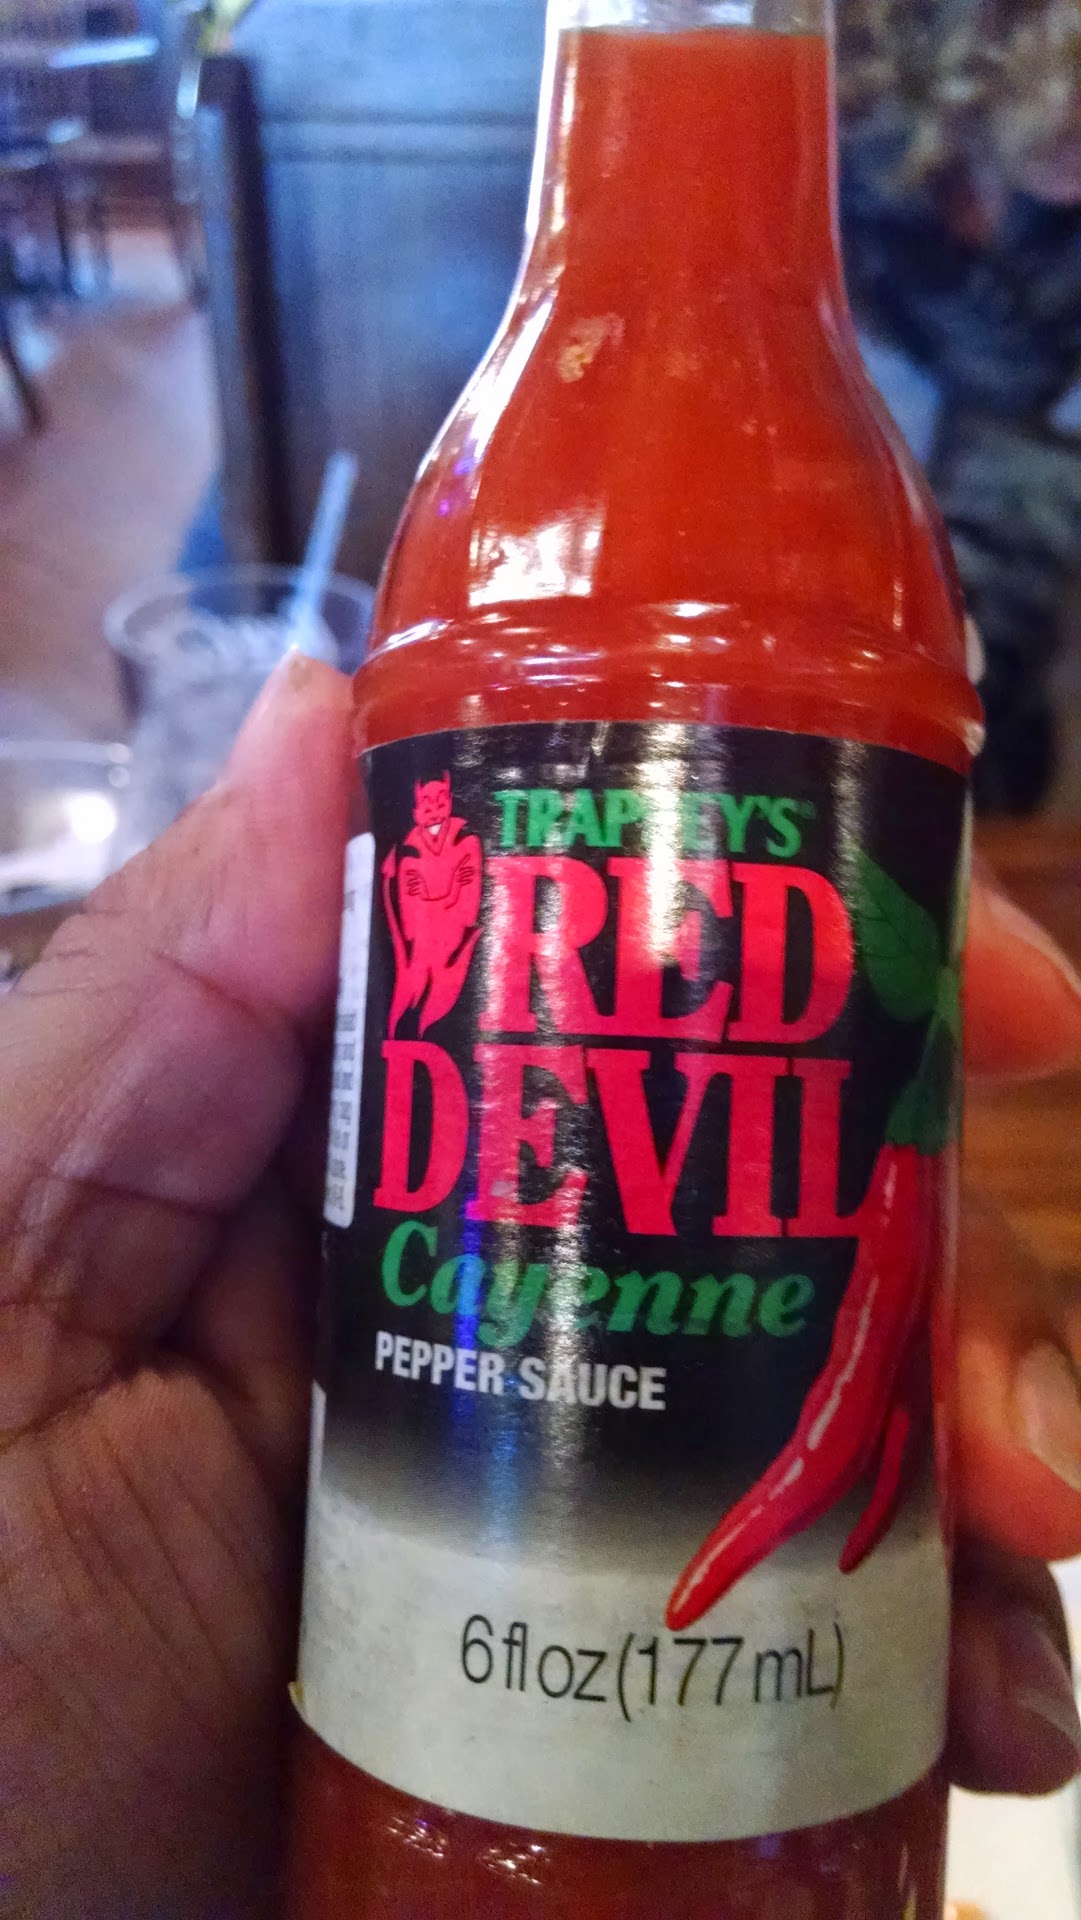 TRAPPEY'S®
RED
DEVIL
Cayenne
PEPPER SAUCE
6 fl oz (177 mL)